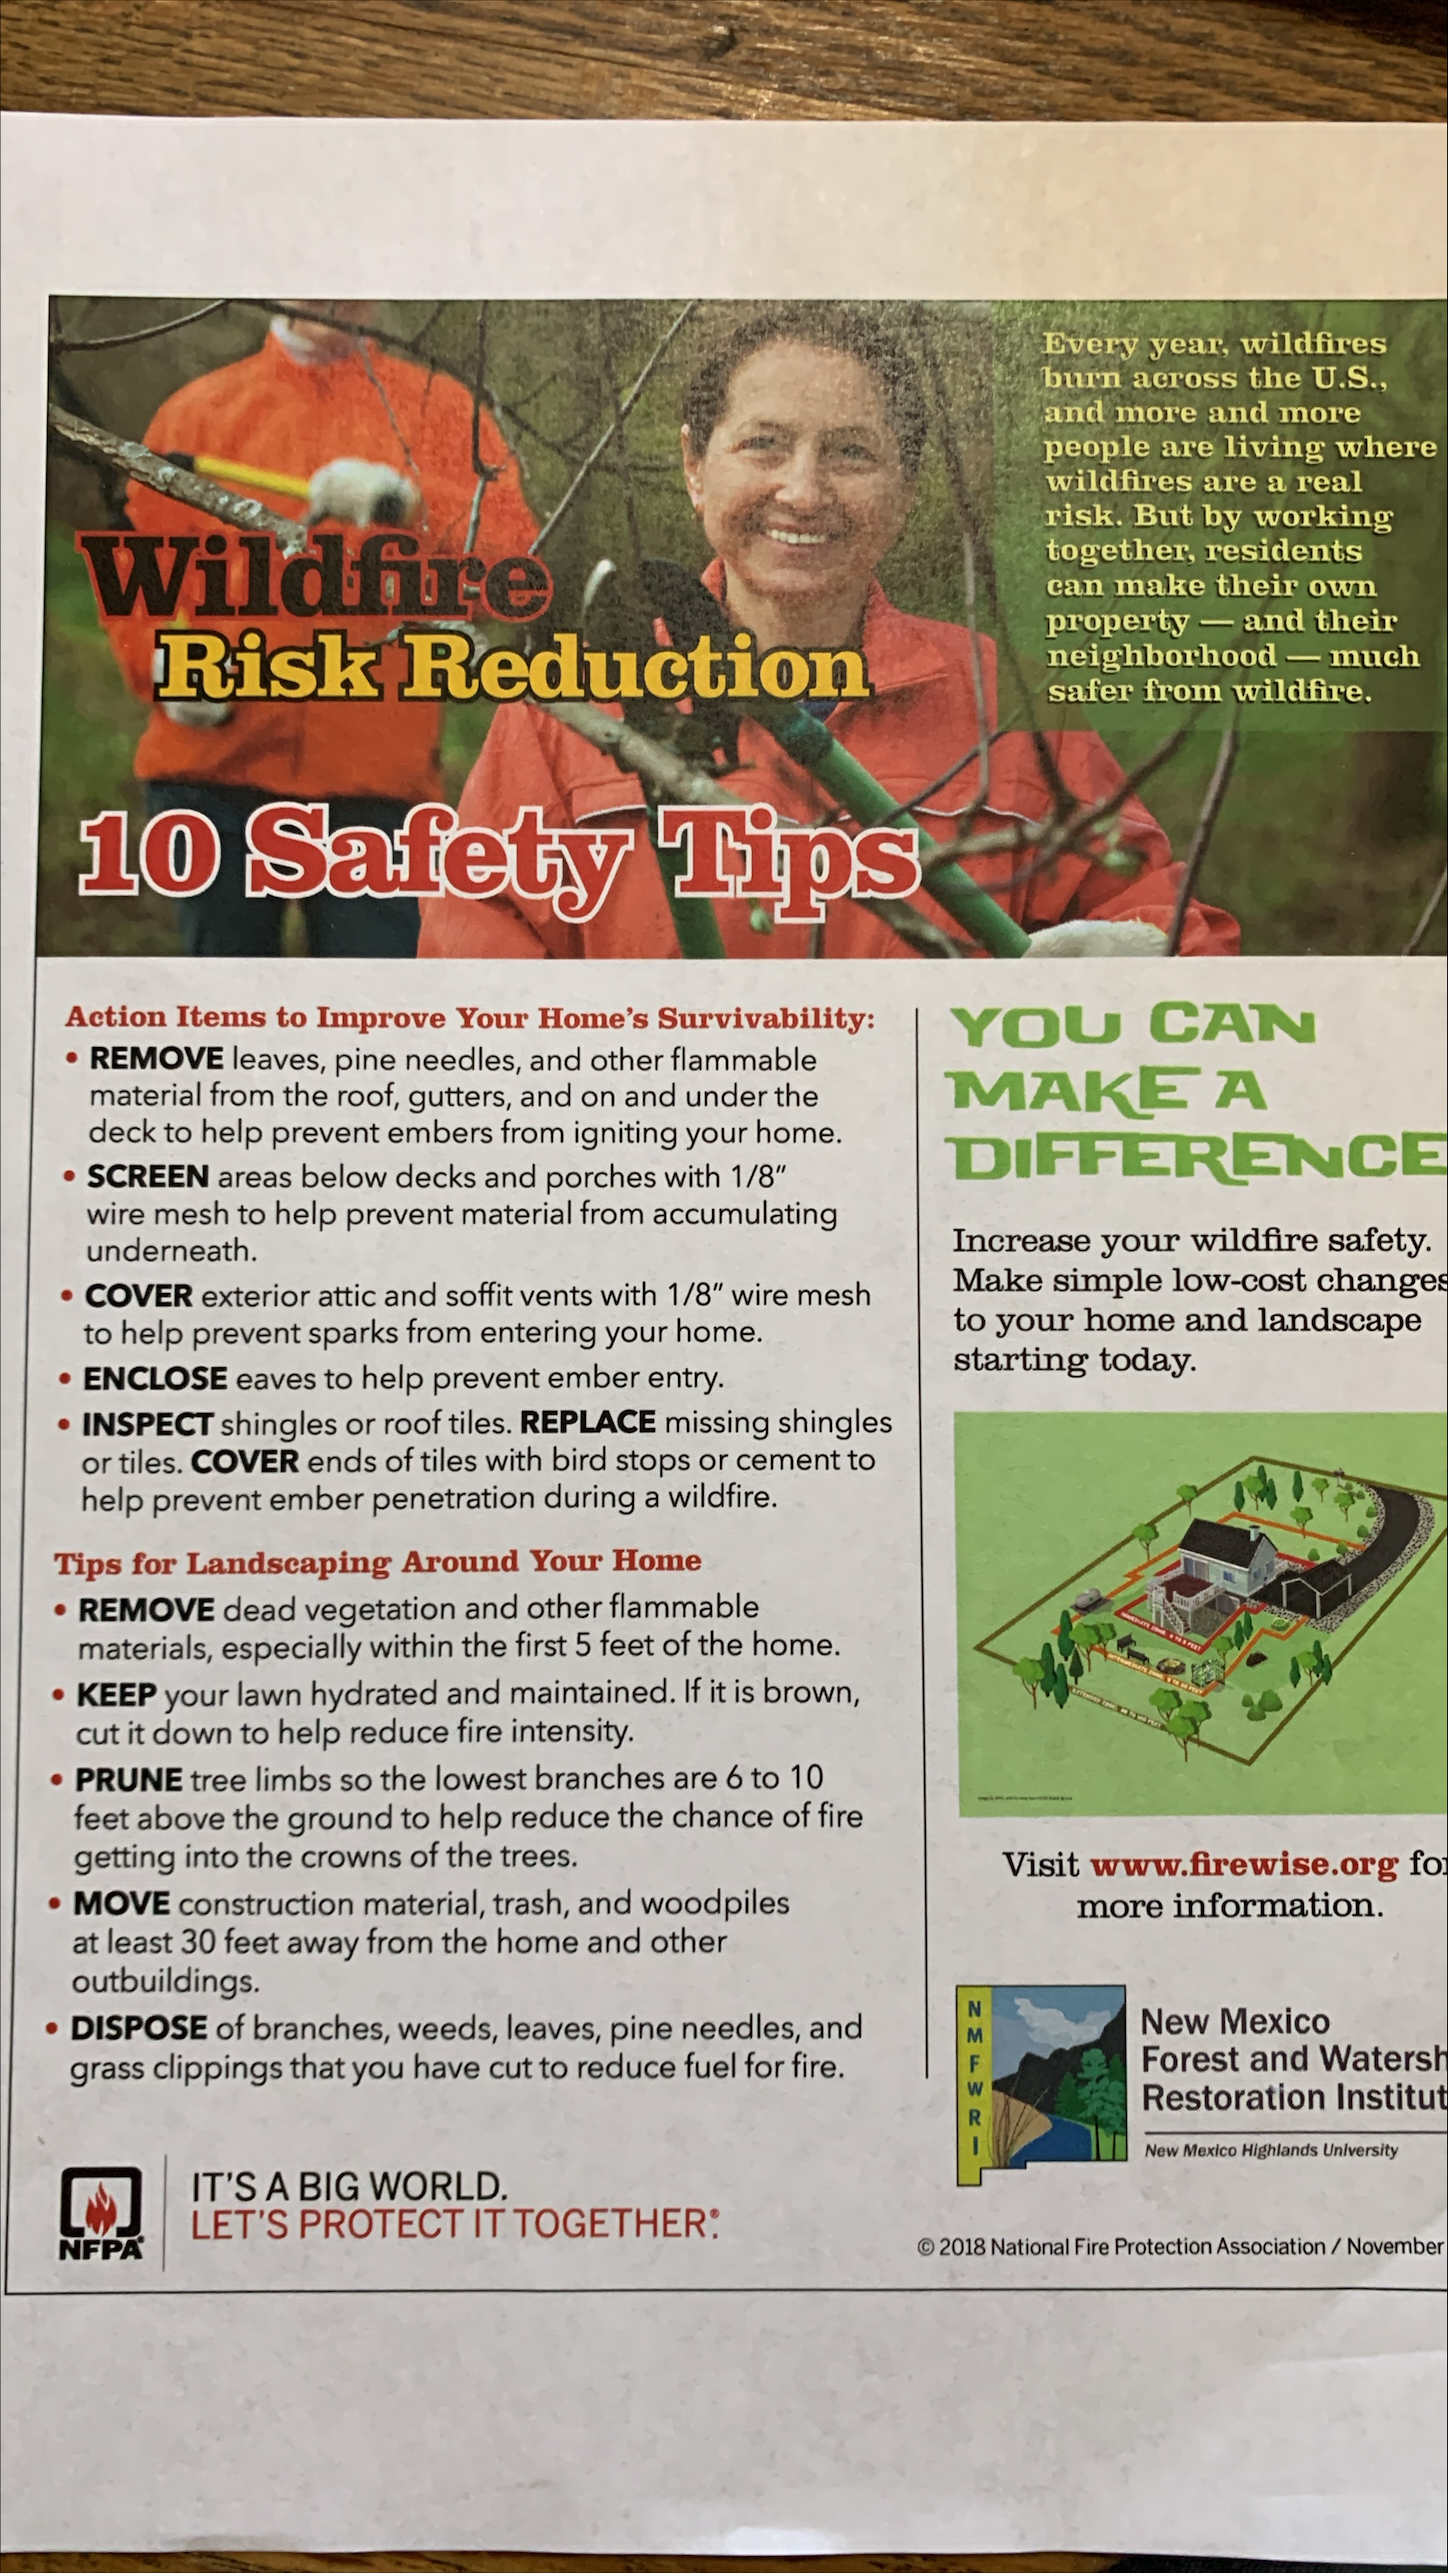 Every year, wildfires
burn across the U.S.,
and more and more
people are living where
wildfires are a real
risk. But by working
together, residents
can make their own
property — and their
neighborhood — much
safer from wildfire.
Wildfire
Risk Reduction
10 Safety Tips
Action Items to Improve Your Home's Survivability:
• REMOVE leaves, pine needles, and other flammable
material from the roof, gutters, and on and under the
deck to help prevent embers from igniting your home.
• SCREEN areas below decks and porches with 1/8"
wire mesh to help prevent material from accumulating
underneath.
• COVER exterior attic and soffit vents with 1/8" wire mesh
to help prevent sparks from entering your home.
• ENCLOSE eaves to help prevent ember entry.
• INSPECT shingles or roof tiles. REPLACE missing shingles
or tiles. COVER ends of tiles with bird stops or cement to
help prevent ember penetration during a wildfire.
Tips for Landscaping Around Your Home
• REMOVE dead vegetation and other flammable
materials, especially within the first 5 feet of the home.
• KEEP your lawn hydrated and maintained. If it is brown,
cut it down to help reduce fire intensity.
• PRUNE tree limbs so the lowest branches are 6 to 10
feet above the ground to help reduce the chance of fire
getting into the crowns of the trees.
• MOVE construction material, trash, and woodpiles
at least 30 feet away from the home and other
outbuildings.
• DISPOSE of branches, weeds, leaves, pine needles, and
grass clippings that you have cut to reduce fuel for fire.
YOU CAN
MAKE A
DIFFERENCE
Increase your wildfire safety.
Make simple low-cost changes
to your home and landscape
starting today.
IMMEDIATE ZONE: 0 TO 5 FEET
INTERMEDIATE ZONE: 5 TO 30 FEET
Visit www.firewise.org fo
more information.
NMFWRI
New Mexico
Forest and Watersh
Restoration Institut
New Mexico Highlands University
NFPA®
IT'S A BIG WORLD.
LET'S PROTECT IT TOGETHER.®
© 2018 National Fire Protection Association / November